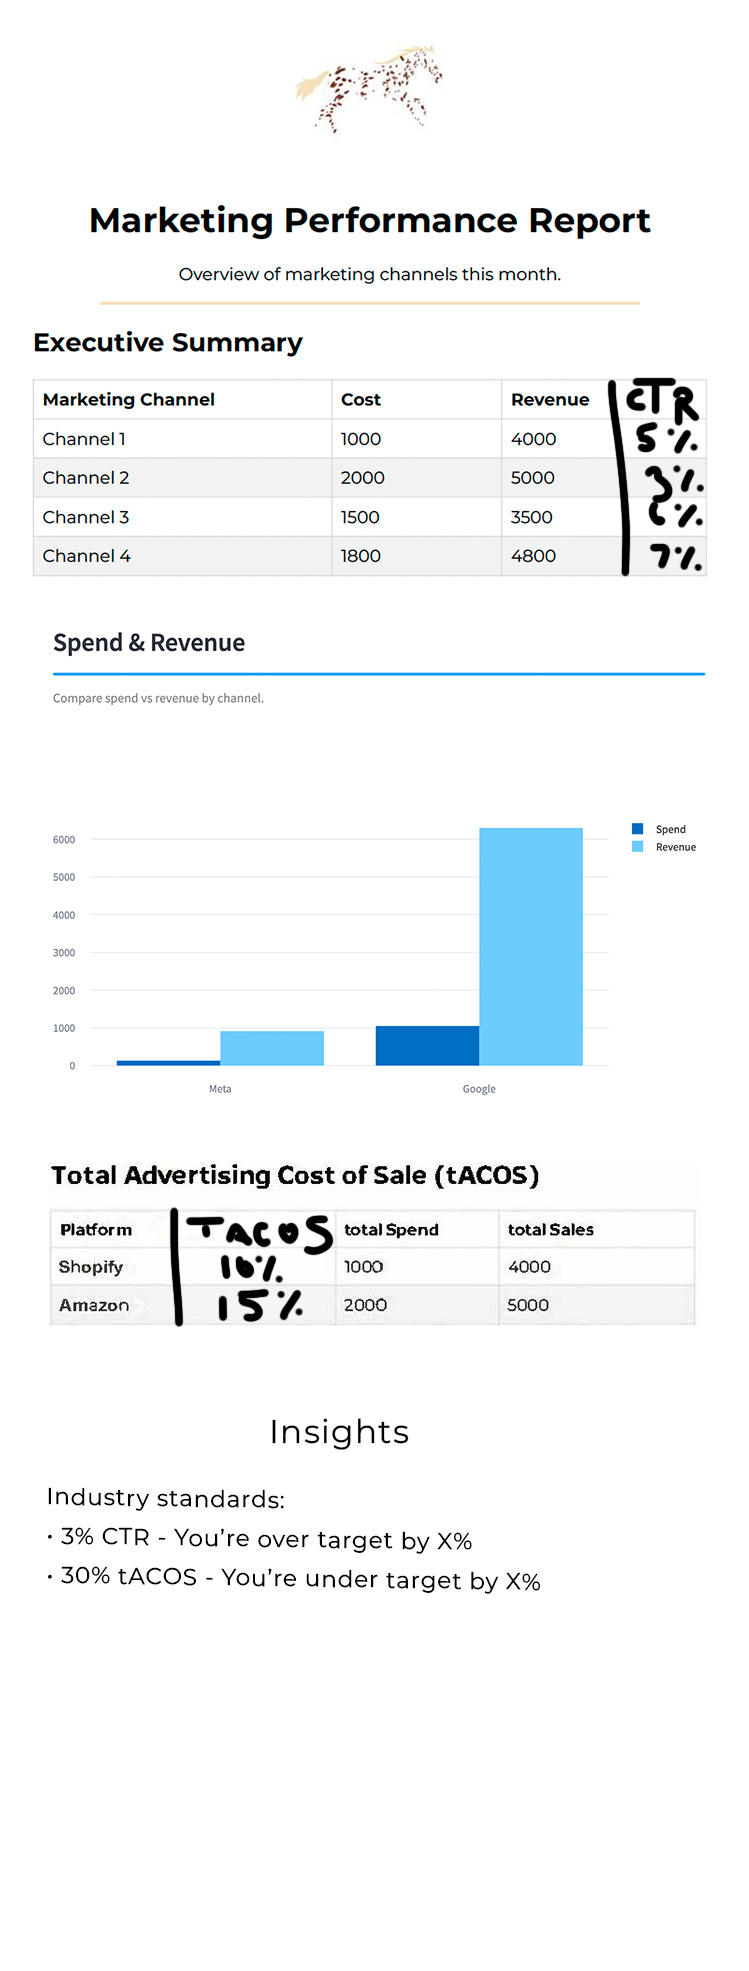 Marketing Performance Report
Overview of marketing channels this month.
Executive Summary
Marketing Channel Cost Revenue CTR
Channel 1 1000 4000 5%
Channel 2 2000 5000 3%
Channel 3 1500 3500 6%
Channel 4 1800 4800 7%
Spend & Revenue
Compare spend vs revenue by channel.
Spend
Revenue
6000
5000
4000
3000
2000
1000
0
Meta Google
Total Advertising Cost of Sale (tACOS)
Platform TACOS total Spend total Sales
Shopify 10% 1000 4000
Amazon 15% 2000 5000
Insights
Industry standards:
• 3% CTR - You're over target by X%
• 30% tACOS - You're under target by X%